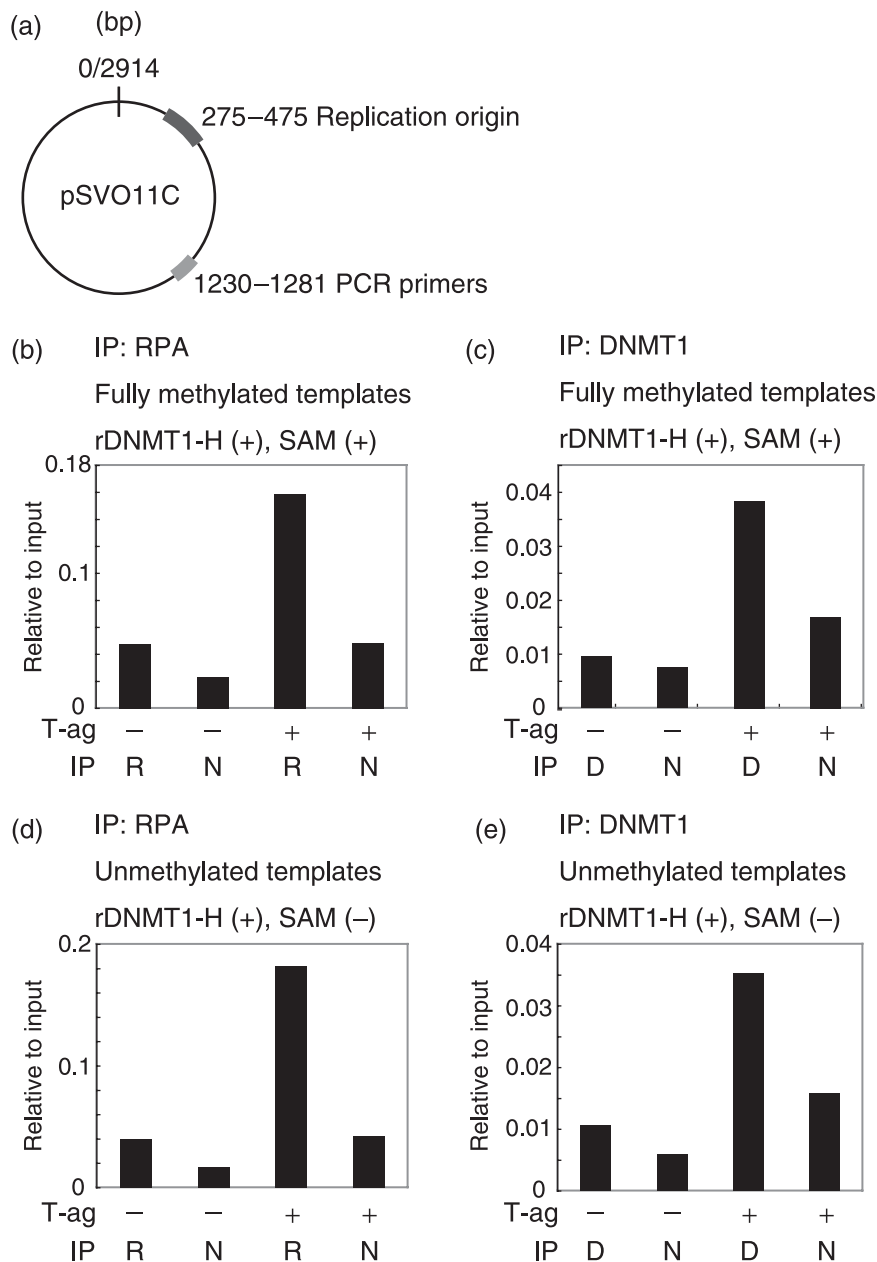 (a)
(bp)
0/2914
275–475 Replication origin
pSVO11C
1230–1281 PCR primers
(b) IP: RPA
Fully methylated templates
rDNMT1-H (+), SAM (+)
Relative to input
0.18
0.1
0
T-ag – – + +
IP R N R N
(c) IP: DNMT1
Fully methylated templates
rDNMT1-H (+), SAM (+)
Relative to input
0.04
0.03
0.02
0.01
0
T-ag – – + +
IP D N D N
(d) IP: RPA
Unmethylated templates
rDNMT1-H (+), SAM (–)
Relative to input
0.2
0.1
0
T-ag – – + +
IP R N R N
(e) IP: DNMT1
Unmethylated templates
rDNMT1-H (+), SAM (–)
Relative to input
0.04
0.03
0.02
0.01
0
T-ag – – + +
IP D N D N